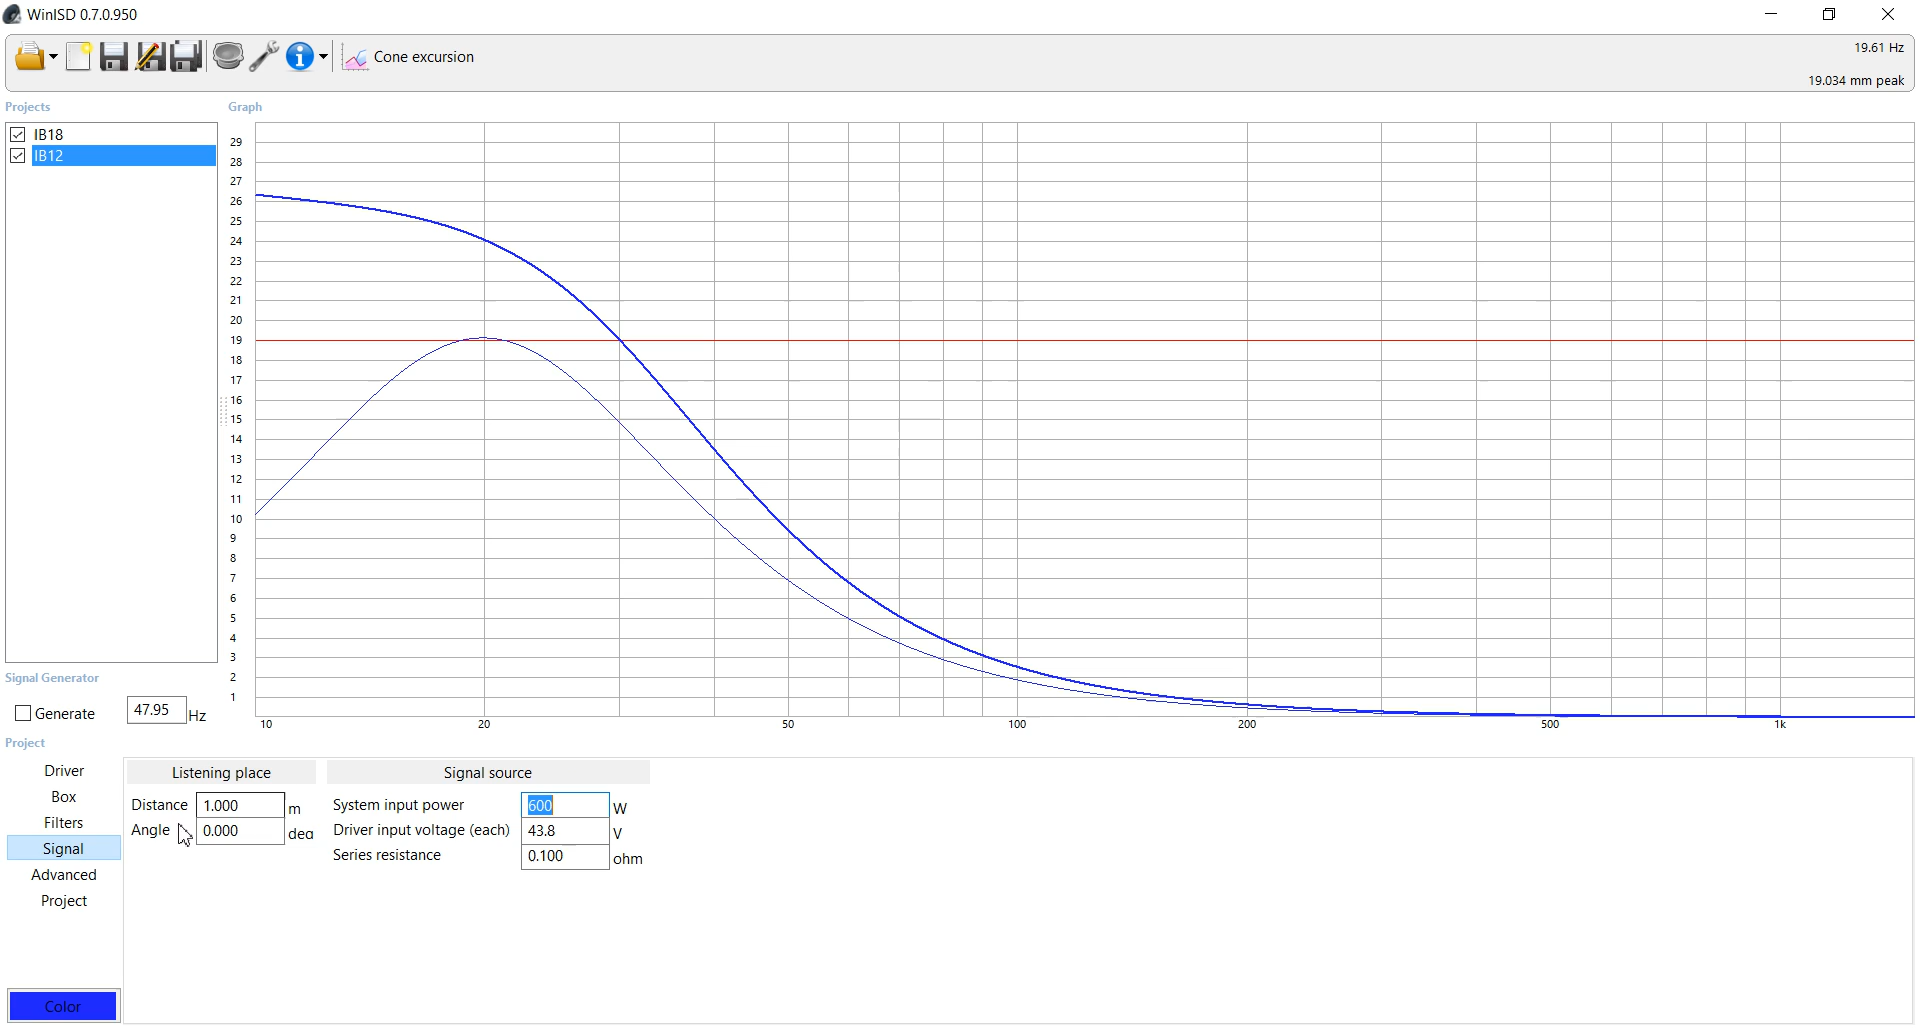 WinISD 0.7.0.950
Cone excursion
19.61 Hz
19.034 mm peak
Projects
Graph
IB18
IB12
29
28
27
26
25
24
23
22
21
20
19
18
17
16
15
14
13
12
11
10
9
8
7
6
5
4
3
2
1
10 20 50 100 200 500 1k
Signal Generator
Generate 47.95 Hz
Project
Driver
Box
Filters
Signal
Advanced
Project
Color
Listening place
Distance 1.000 m
Angle 0.000 deg
Signal source
System input power 600 W
Driver input voltage (each) 43.8 V
Series resistance 0.100 ohm